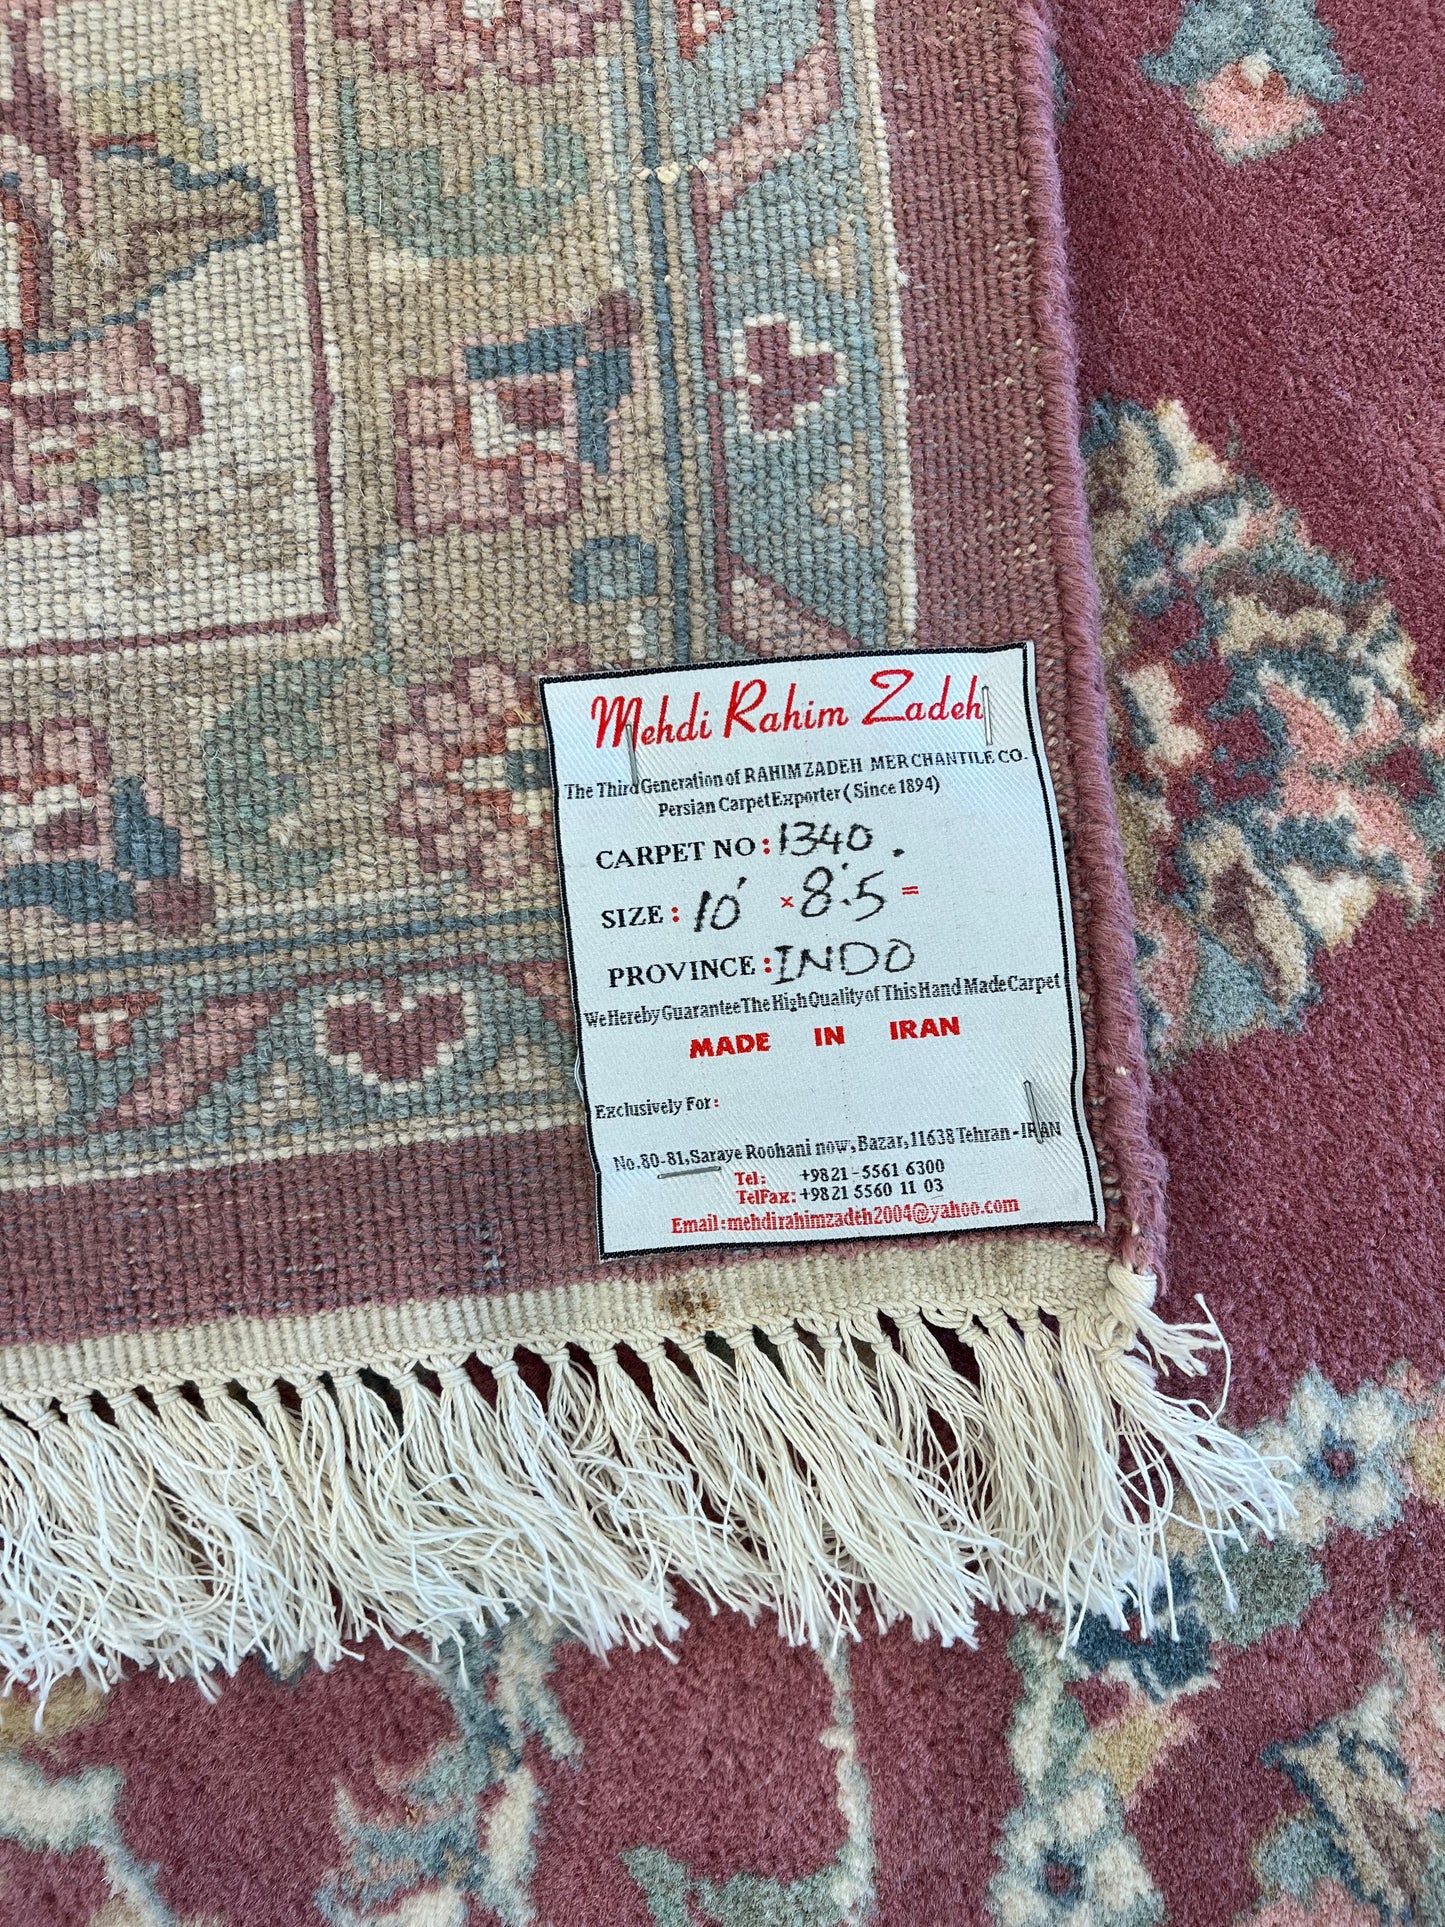 Mehdi Rahim Zadeh
The Third Generation of RAHIMZADEH MERCHANTILE CO.
Persian Carpet Exporter (Since 1894)
CARPET NO: 1340.
SIZE: 10' × 8'.5 =
PROVINCE: INDO
We Hereby Guarantee The High Quality of This Hand Made Carpet
MADE IN IRAN
Exclusively For:
No.80-81, Saraye Roohani now, Bazar, 11638 Tehran-IRAN
Tel: +9821-5561 6300
TelFax: +9821 5560 11 03
Email: mehdirahimzadeh2004@yahoo.com